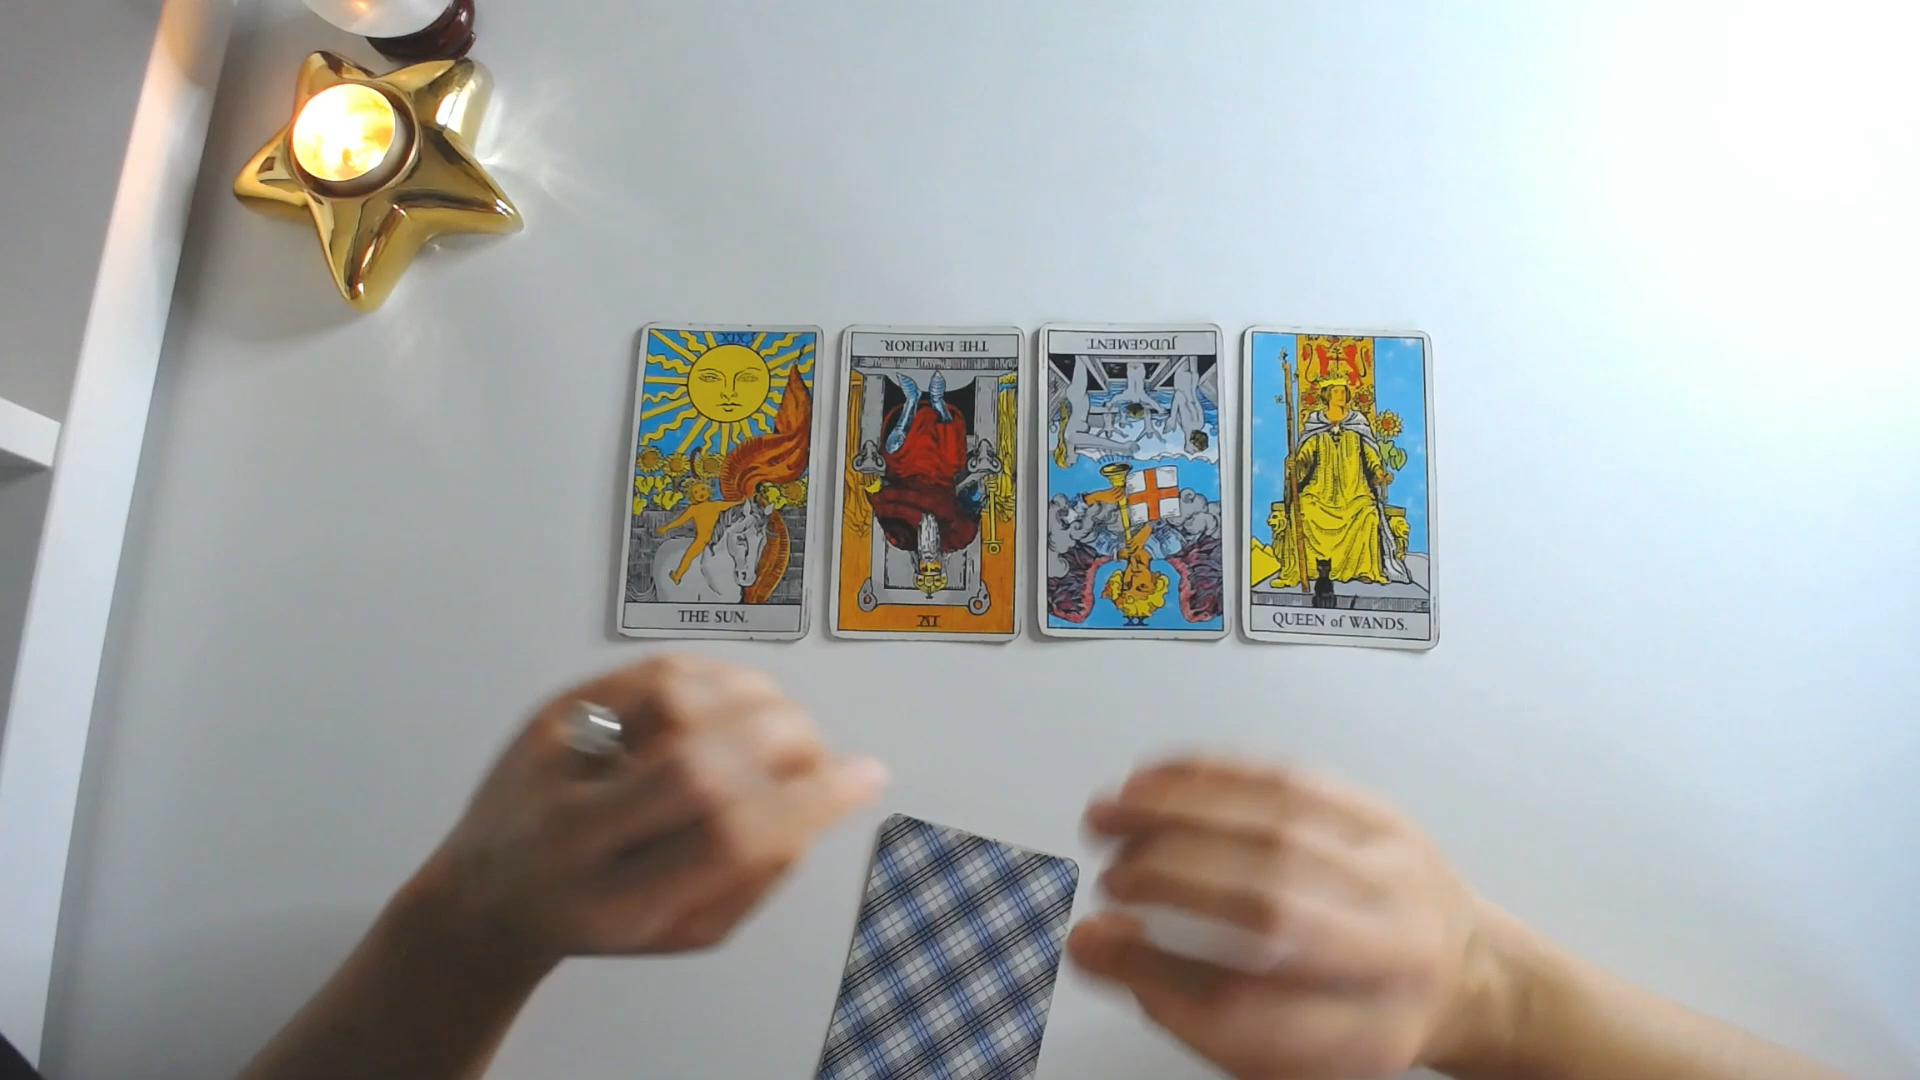 XIX
THE EMPEROR.
JUDGEMENT.
THE SUN.
IV
XX
QUEEN of WANDS.